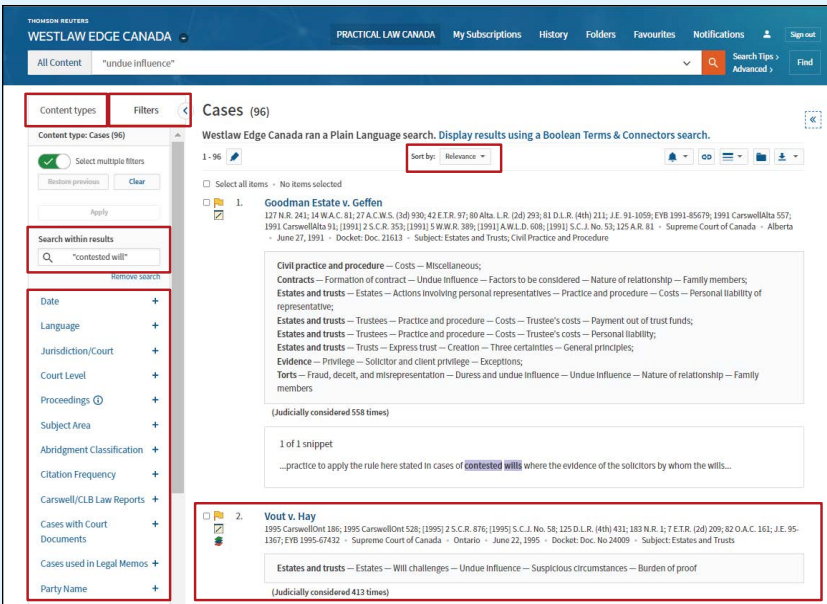 THOMSON REUTERS
WESTLAW EDGE CANADA
PRACTICAL LAW CANADA
My Subscriptions
History
Folders
Favourites
Notifications
Sign out
All Content
"undue influence"
Search Tips >
Advanced >
Find
Content types
Filters
Content type: Cases (96)
Select multiple filters
Restore previous
Clear
Apply
Search within results
"contested will"
Remove search
Date +
Language +
Jurisdiction/Court +
Court Level +
Proceedings +
Subject Area +
Abridgment Classification +
Citation Frequency +
Carswell/CLB Law Reports +
Cases with Court +
Documents
Cases used in Legal Memos +
Party Name +
Cases (96)
Westlaw Edge Canada ran a Plain Language search. Display results using a Boolean Terms & Connectors search.
1 - 96
Sort by: Relevance
Select all items • No items selected
1. Goodman Estate v. Geffen
127 N.R. 241; 14 W.A.C. 81; 27 A.C.W.S. (3d) 930; 42 E.T.R. 97; 80 Alta. L.R. (2d) 293; 81 D.L.R. (4th) 211; J.E. 91-1059; EYB 1991-85679; 1991 CarswellAlta 557;
1991 CarswellAlta 91; [1991] 2 S.C.R. 353; [1991] 5 W.W.R. 389; [1991] A.W.L.D. 608; [1991] S.C.J. No. 53; 125 A.R. 81 • Supreme Court of Canada • Alberta
• June 27, 1991 • Docket: Doc. 21613 • Subject: Estates and Trusts; Civil Practice and Procedure
Civil practice and procedure — Costs — Miscellaneous;
Contracts — Formation of contract — Undue influence — Factors to be considered — Nature of relationship — Family members;
Estates and trusts — Estates — Actions involving personal representatives — Practice and procedure — Costs — Personal liability of
representative;
Estates and trusts — Trustees — Practice and procedure — Costs — Trustee's costs — Payment out of trust funds;
Estates and trusts — Trustees — Practice and procedure — Costs — Trustee's costs — Personal liability;
Estates and trusts — Trusts — Express trust — Creation — Three certainties — General principles;
Evidence — Privilege — Solicitor and client privilege — Exceptions;
Torts — Fraud, deceit, and misrepresentation — Duress and undue influence — Undue influence — Nature of relationship — Family
members
(Judicially considered 558 times)
1 of 1 snippet
...practice to apply the rule here stated in cases of contested wills where the evidence of the solicitors by whom the wills...
2. Vout v. Hay
1995 CarswellOnt 186; 1995 CarswellOnt 528; [1995] 2 S.C.R. 876; [1995] S.C.J. No. 58; 125 D.L.R. (4th) 431; 183 N.R. 1; 7 E.T.R. (2d) 209; 82 O.A.C. 161; J.E. 95-
1367; EYB 1995-67432 • Supreme Court of Canada • Ontario • June 22, 1995 • Docket: Doc. No 24009 • Subject: Estates and Trusts
Estates and trusts — Estates — Will challenges — Undue influence — Suspicious circumstances — Burden of proof
(Judicially considered 413 times)